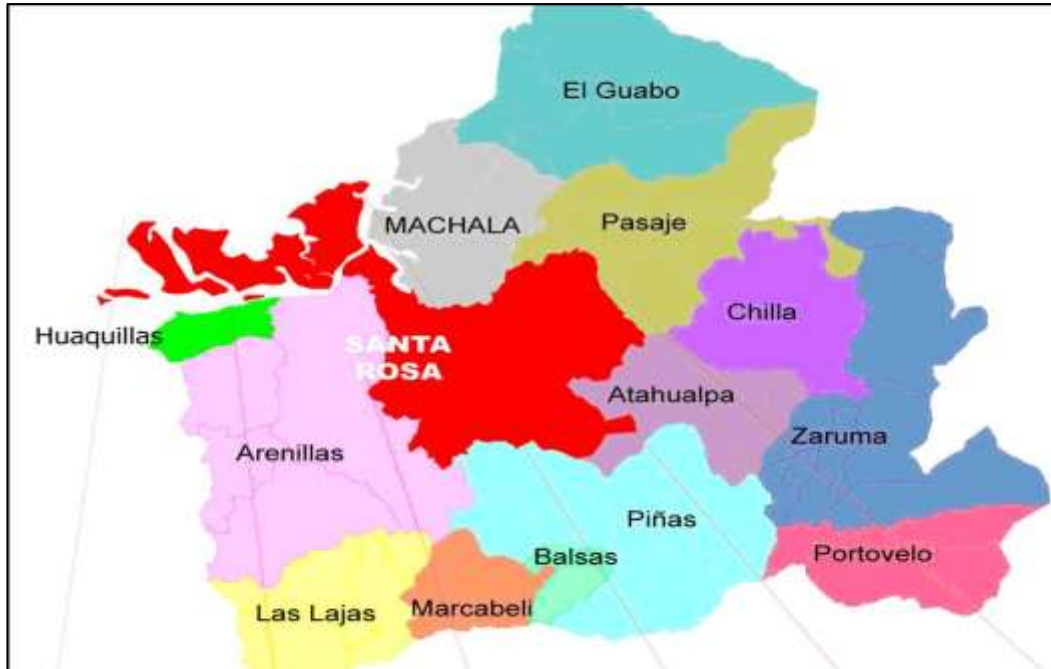 El Guabo
MACHALA
Pasaje
Chilla
Huaquillas
SANTA
ROSA
Atahualpa
Zaruma
Arenillas
Piñas
Balsas
Portovelo
Las Lajas
Marcabeli